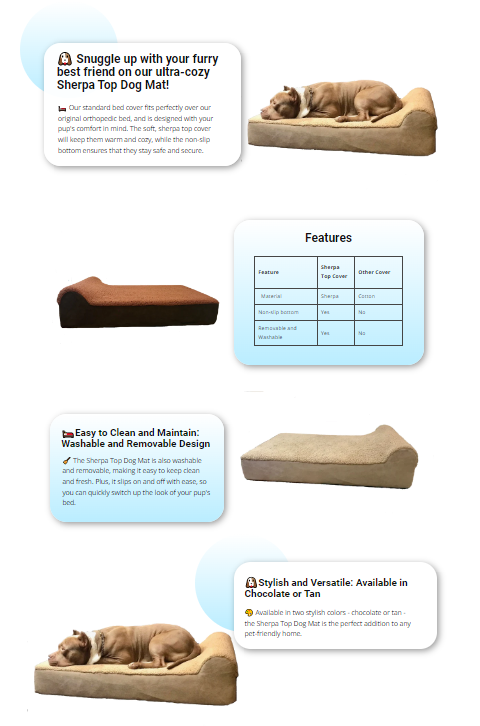 Snuggle up with your furry
best friend on our ultra-cozy
Sherpa Top Dog Mat!
Our standard bed cover fits perfectly over our
original orthopedic bed, and is designed with your
pup's comfort in mind. The soft, sherpa top cover
will keep them warm and cozy, while the non-slip
bottom ensures that they stay safe and secure.
Features
Feature Sherpa Top Cover Other Cover
Material Sherpa Cotton
Non-slip bottom Yes No
Removable and Washable Yes No
Easy to Clean and Maintain:
Washable and Removable Design
The Sherpa Top Dog Mat is also washable
and removable, making it easy to keep clean
and fresh. Plus, it slips on and off with ease, so
you can quickly switch up the look of your pup's
bed.
Stylish and Versatile: Available in
Chocolate or Tan
Available in two stylish colors - chocolate or tan -
the Sherpa Top Dog Mat is the perfect addition to any
pet-friendly home.